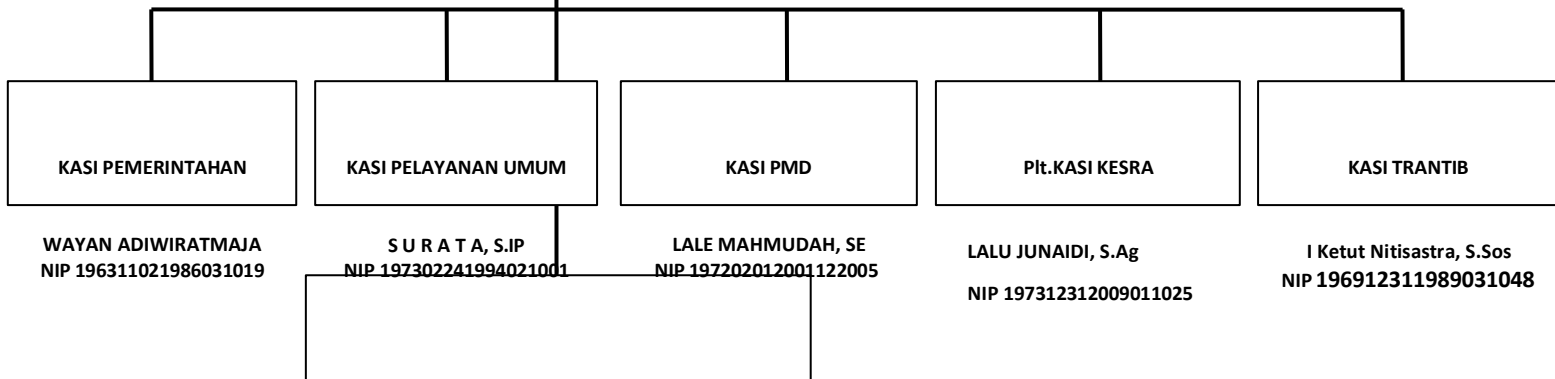 KASI PEMERINTAHAN
WAYAN ADIWIRATMAJA
NIP 196311021986031019
KASI PELAYANAN UMUM
S U R A T A, S.IP
NIP 197302241994021001
KASI PMD
LALE MAHMUDAH, SE
NIP 197202012001122005
Plt.KASI KESRA
LALU JUNAIDI, S.Ag
NIP 197312312009011025
KASI TRANTIB
I Ketut Nitisastra, S.Sos
NIP 196912311989031048